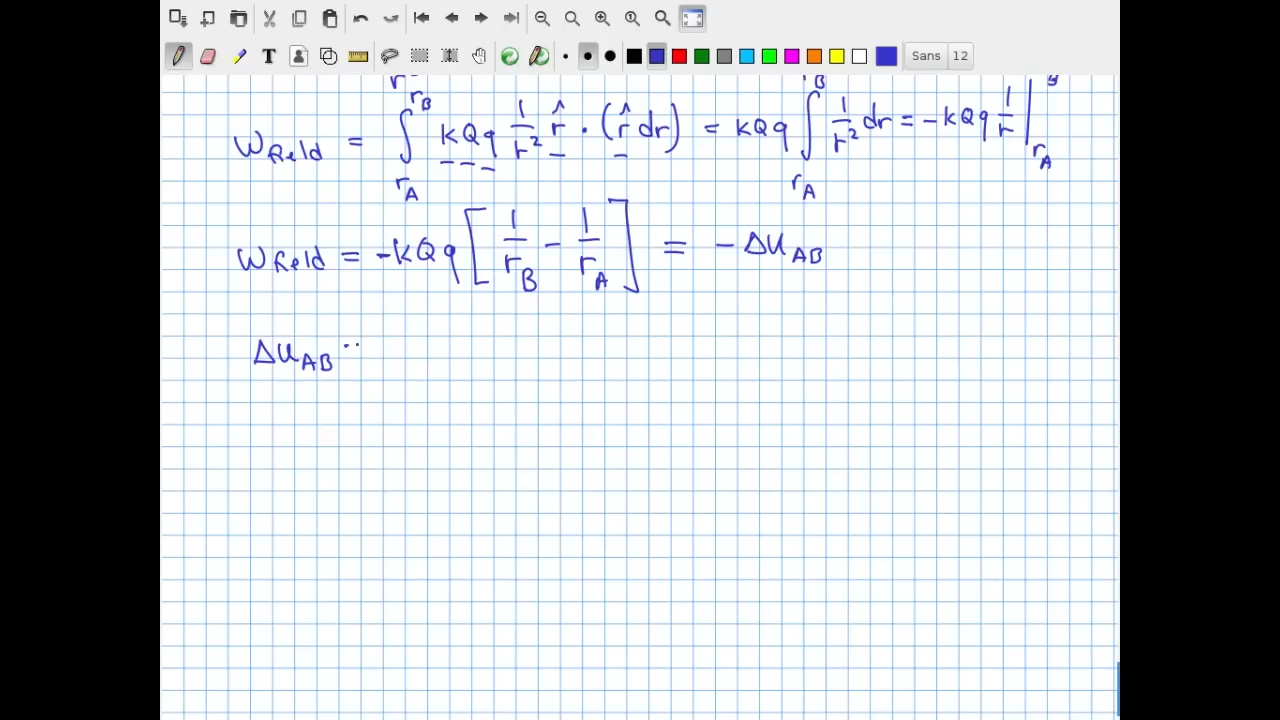 Sans 12
W_field = ∫_{r_A}^{r_B} kQq 1/r² r̂ · (r̂ dr) = kQq ∫_{r_A}^{r_B} 1/r² dr = -kQq 1/r |_{r_A}
W_field = -kQq [1/r_B - 1/r_A] = -ΔU_AB
ΔU_AB